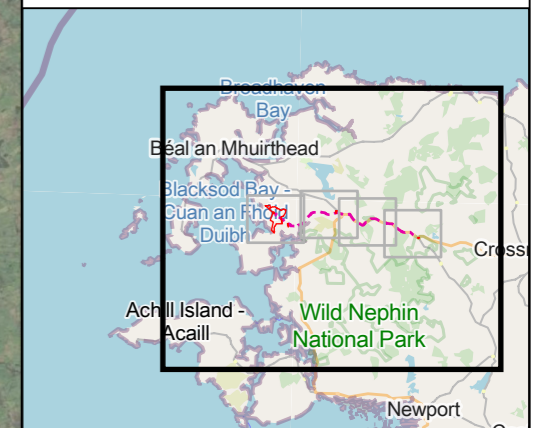 Broadhaven
Bay
Béal an Mhuirthead
Blacksod Bay -
Cuan an Fhóid
Duibh
Crossm
Achill Island -
Acaill
Wild Nephin
National Park
Newport